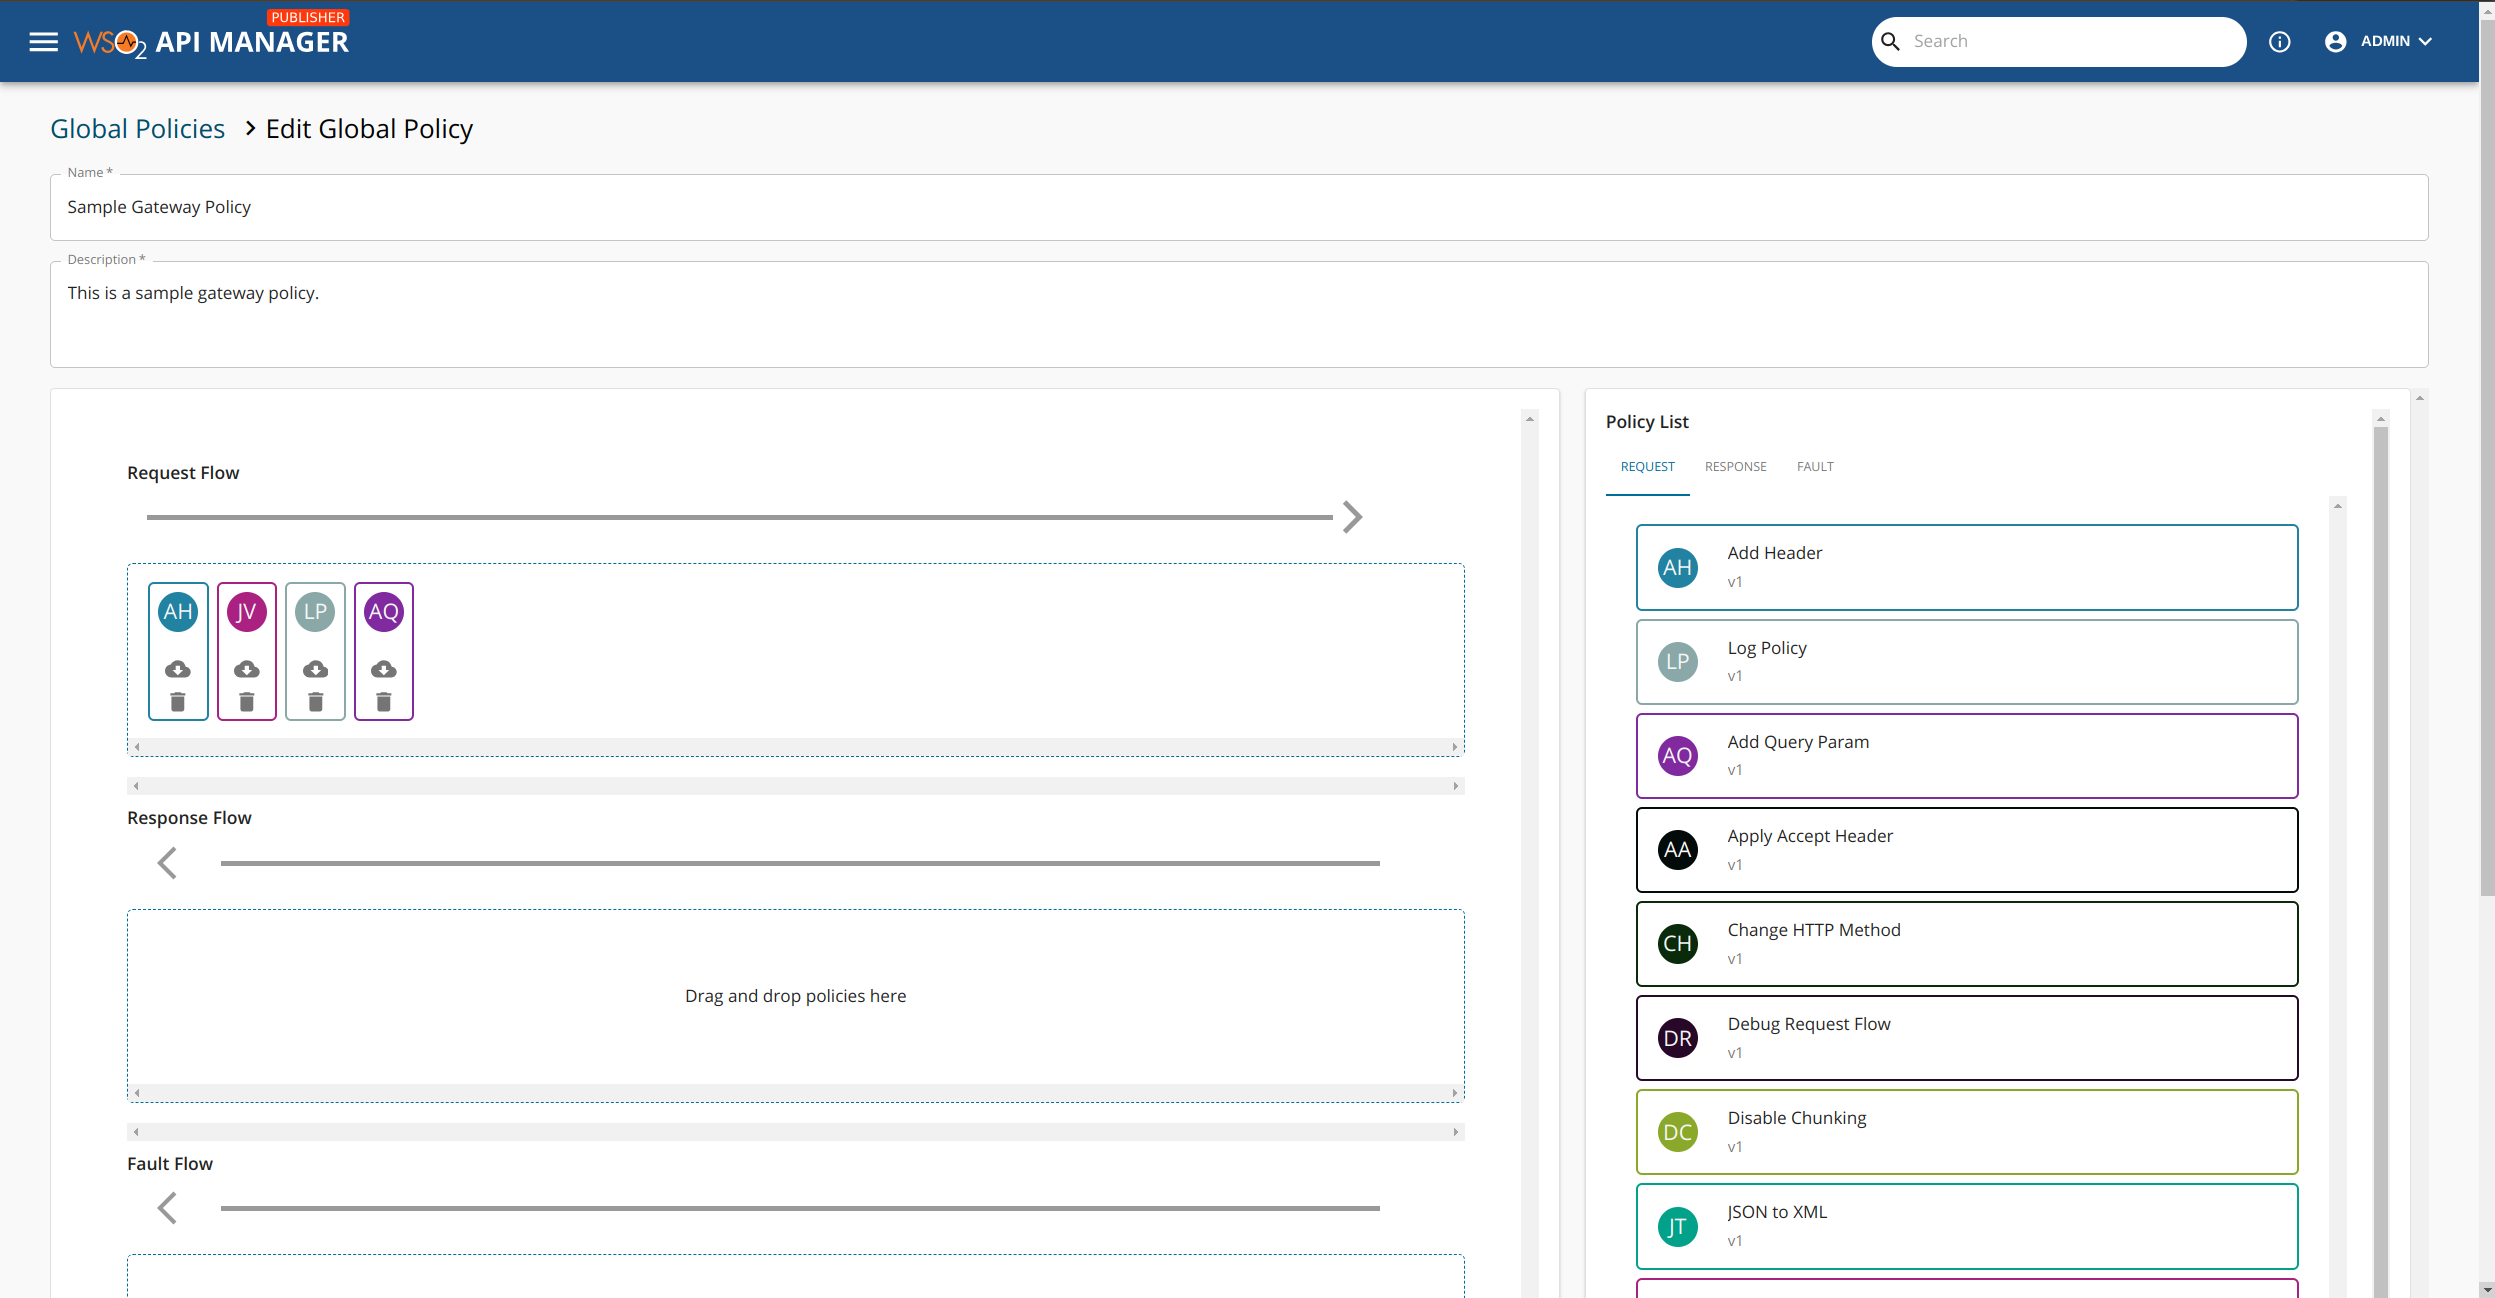 PUBLISHER
WSO2 API MANAGER
Search
ADMIN
Global Policies > Edit Global Policy
Name *
Sample Gateway Policy
Description *
This is a sample gateway policy.
Request Flow
AH JV LP AQ
Response Flow
Drag and drop policies here
Fault Flow
Policy List
REQUEST RESPONSE FAULT
AH Add Header
v1
LP Log Policy
v1
AQ Add Query Param
v1
AA Apply Accept Header
v1
CH Change HTTP Method
v1
DR Debug Request Flow
v1
DC Disable Chunking
v1
JT JSON to XML
v1